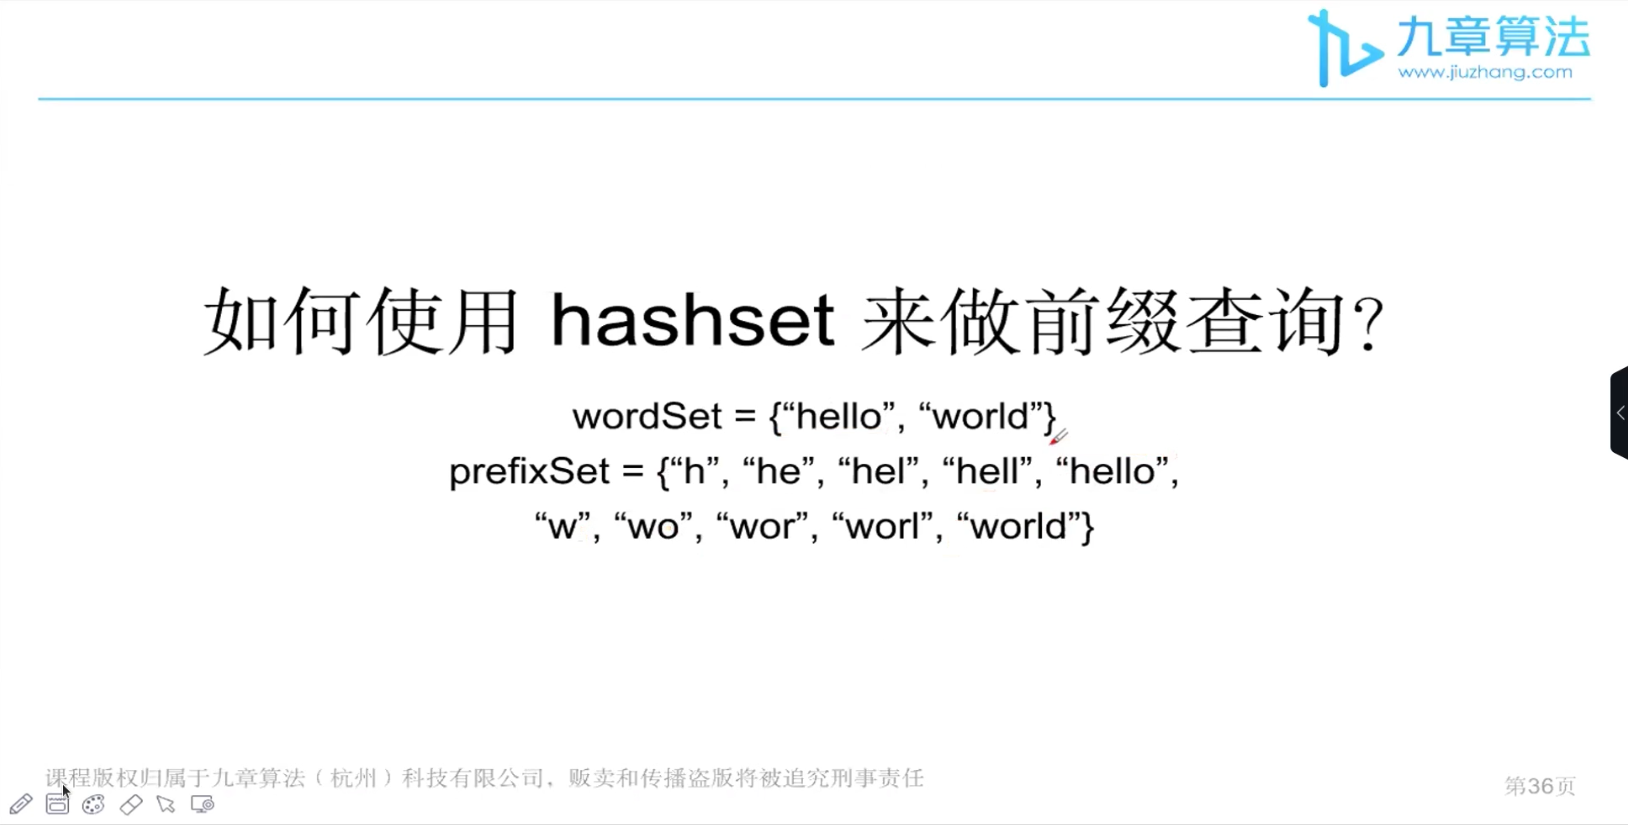 九章算法
www.jiuzhang.com
如何使用 hashset 来做前缀查询?
wordSet = {“hello”, “world”}
prefixSet = {“h”, “he”, “hel”, “hell”, “hello”,
“w”, “wo”, “wor”, “worl”, “world”}
课程版权归属于九章算法（杭州）科技有限公司，贩卖和传播盗版将被追究刑事责任
第36页